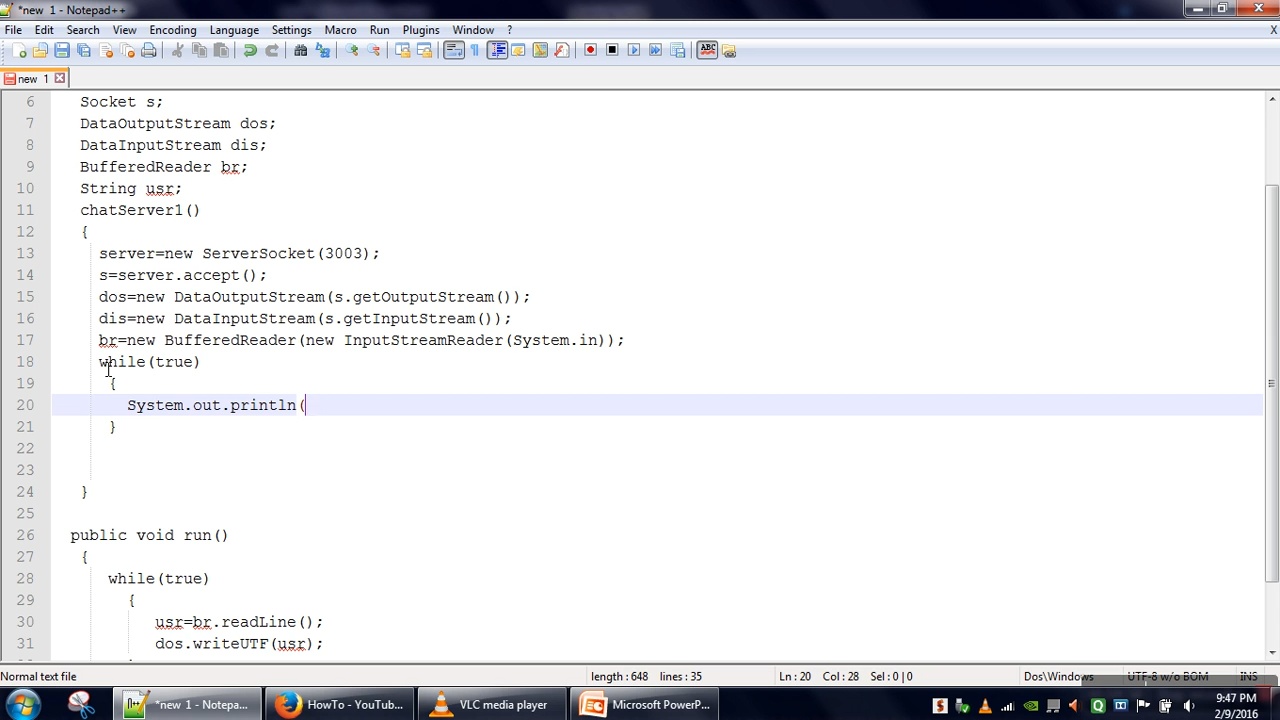 *new 1 - Notepad++
File Edit Search View Encoding Language Settings Macro Run Plugins Window ? X
new 1
6 Socket s;
7 DataOutputStream dos;
8 DataInputStream dis;
9 BufferedReader br;
10 String usr;
11 chatServer1()
12 {
13 server=new ServerSocket(3003);
14 s=server.accept();
15 dos=new DataOutputStream(s.getOutputStream());
16 dis=new DataInputStream(s.getInputStream());
17 br=new BufferedReader(new InputStreamReader(System.in));
18 while(true)
19 {
20 System.out.println(
21 }
22
23
24 }
25
26 public void run()
27 {
28 while(true)
29 {
30 usr=br.readLine();
31 dos.writeUTF(usr);
Normal text file length : 648 lines : 35 Ln : 20 Col : 28 Sel : 0 | 0 Dos\Windows UTF-8 w/o BOM INS
*new 1 - Notepa... HowTo - YouTub... VLC media player Microsoft PowerP... 9:47 PM
2/9/2016